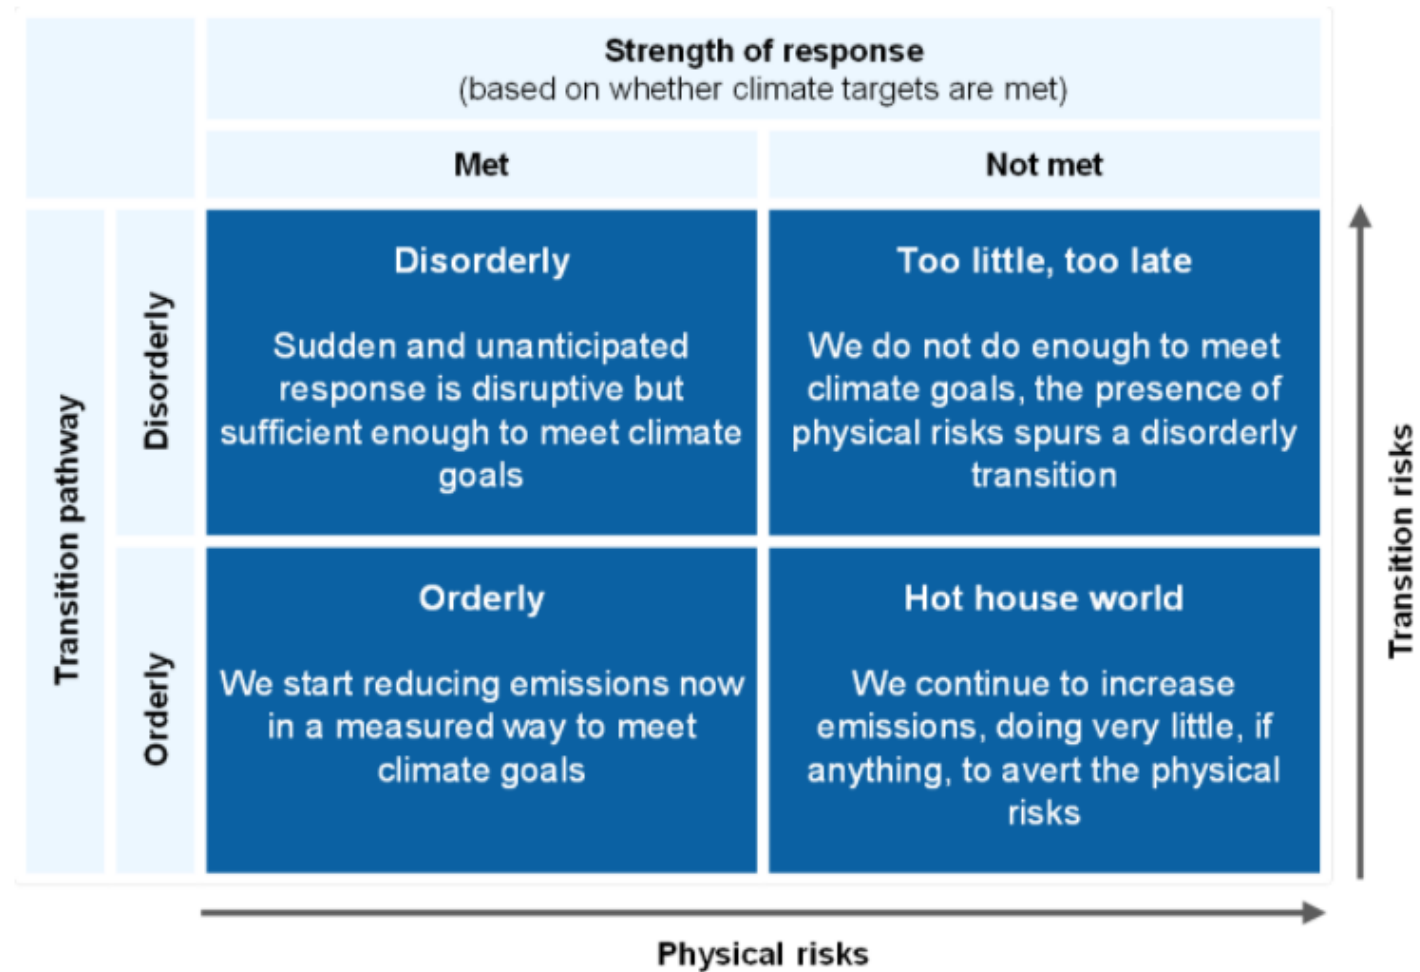 Strength of response
(based on whether climate targets are met)
Met
Not met
Transition pathway
Disorderly
Disorderly
Sudden and unanticipated
response is disruptive but
sufficient enough to meet climate
goals
Too little, too late
We do not do enough to meet
climate goals, the presence of
physical risks spurs a disorderly
transition
Orderly
Orderly
We start reducing emissions now
in a measured way to meet
climate goals
Hot house world
We continue to increase
emissions, doing very little, if
anything, to avert the physical
risks
Transition risks
Physical risks